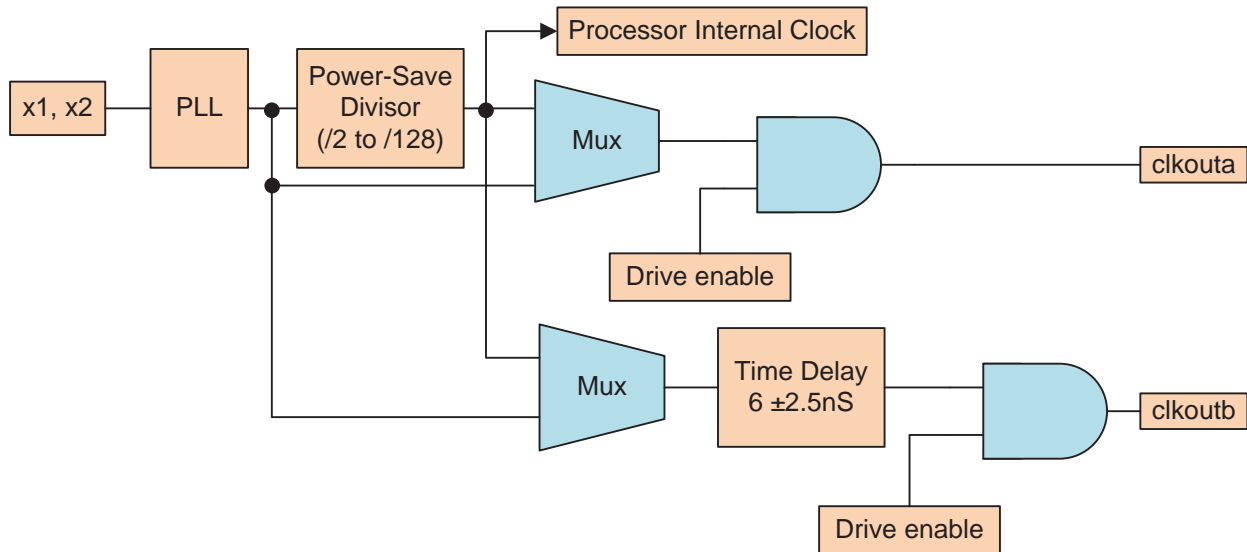 Processor Internal Clock
x1, x2
PLL
Power-Save
Divisor
(/2 to /128)
Mux
clkouta
Drive enable
Mux
Time Delay
6 ±2.5nS
clkoutb
Drive enable